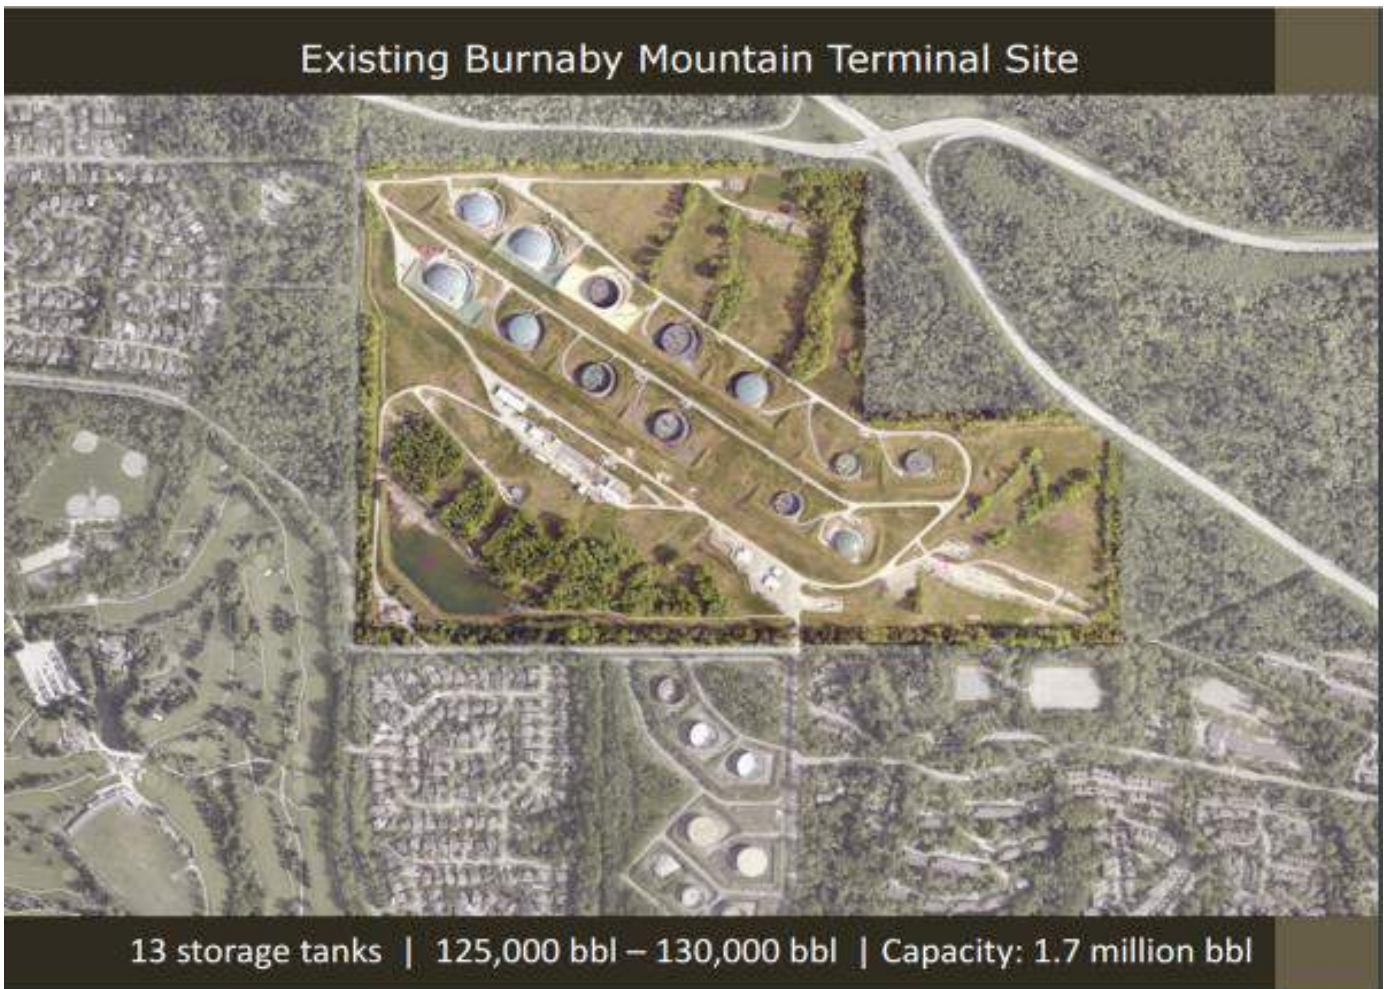 Existing Burnaby Mountain Terminal Site
13 storage tanks | 125,000 bbl – 130,000 bbl | Capacity: 1.7 million bbl